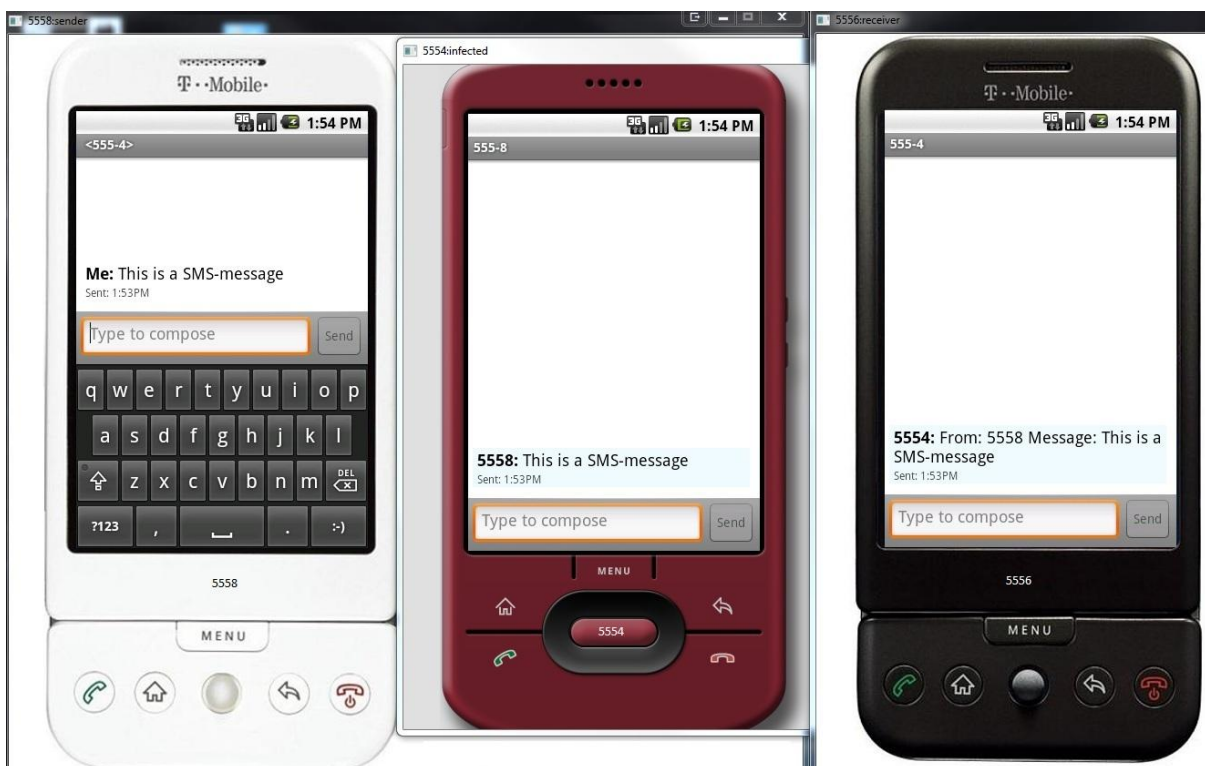 5558:sender
T··Mobile·
3G 1:54 PM
<555-4>
Me: This is a SMS-message
Sent: 1:53PM
Type to compose
Send
q w e r t y u i o p
a s d f g h j k l
z x c v b n m DEL
?123 , . :-)
5558
MENU
5554:infected
3G 1:54 PM
555-8
5558: This is a SMS-message
Sent: 1:53PM
Type to compose
Send
MENU
5554
5556:receiver
T··Mobile·
3G 1:54 PM
555-4
5554: From: 5558 Message: This is a
SMS-message
Sent: 1:53PM
Type to compose
Send
5556
MENU